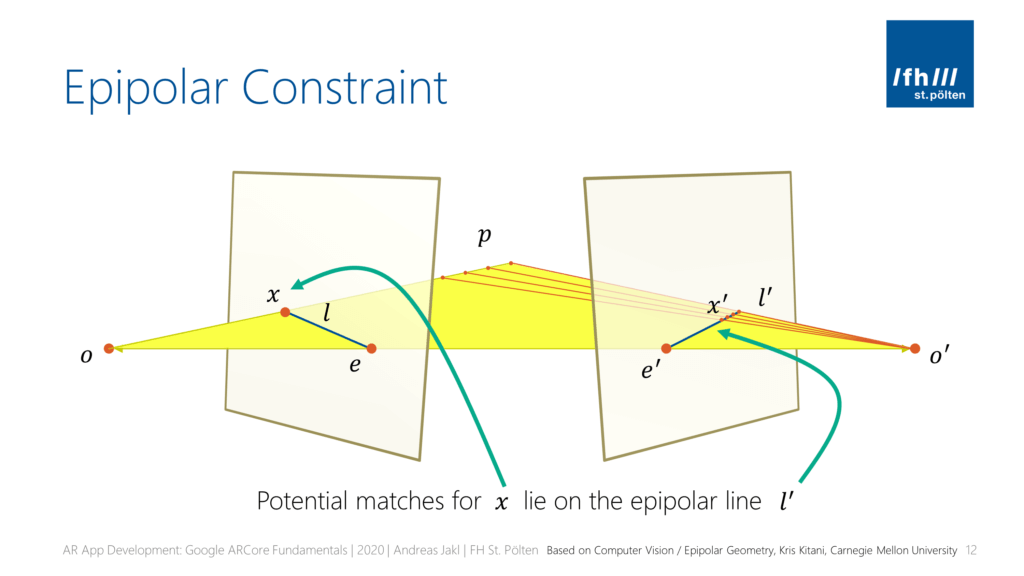 Epipolar Constraint
/fh///
st.pölten
p
x
l
x′
l′
o
e
e′
o′
Potential matches for x lie on the epipolar line l′
AR App Development: Google ARCore Fundamentals | 2020 | Andreas Jakl | FH St. Pölten Based on Computer Vision / Epipolar Geometry, Kris Kitani, Carnegie Mellon University 12